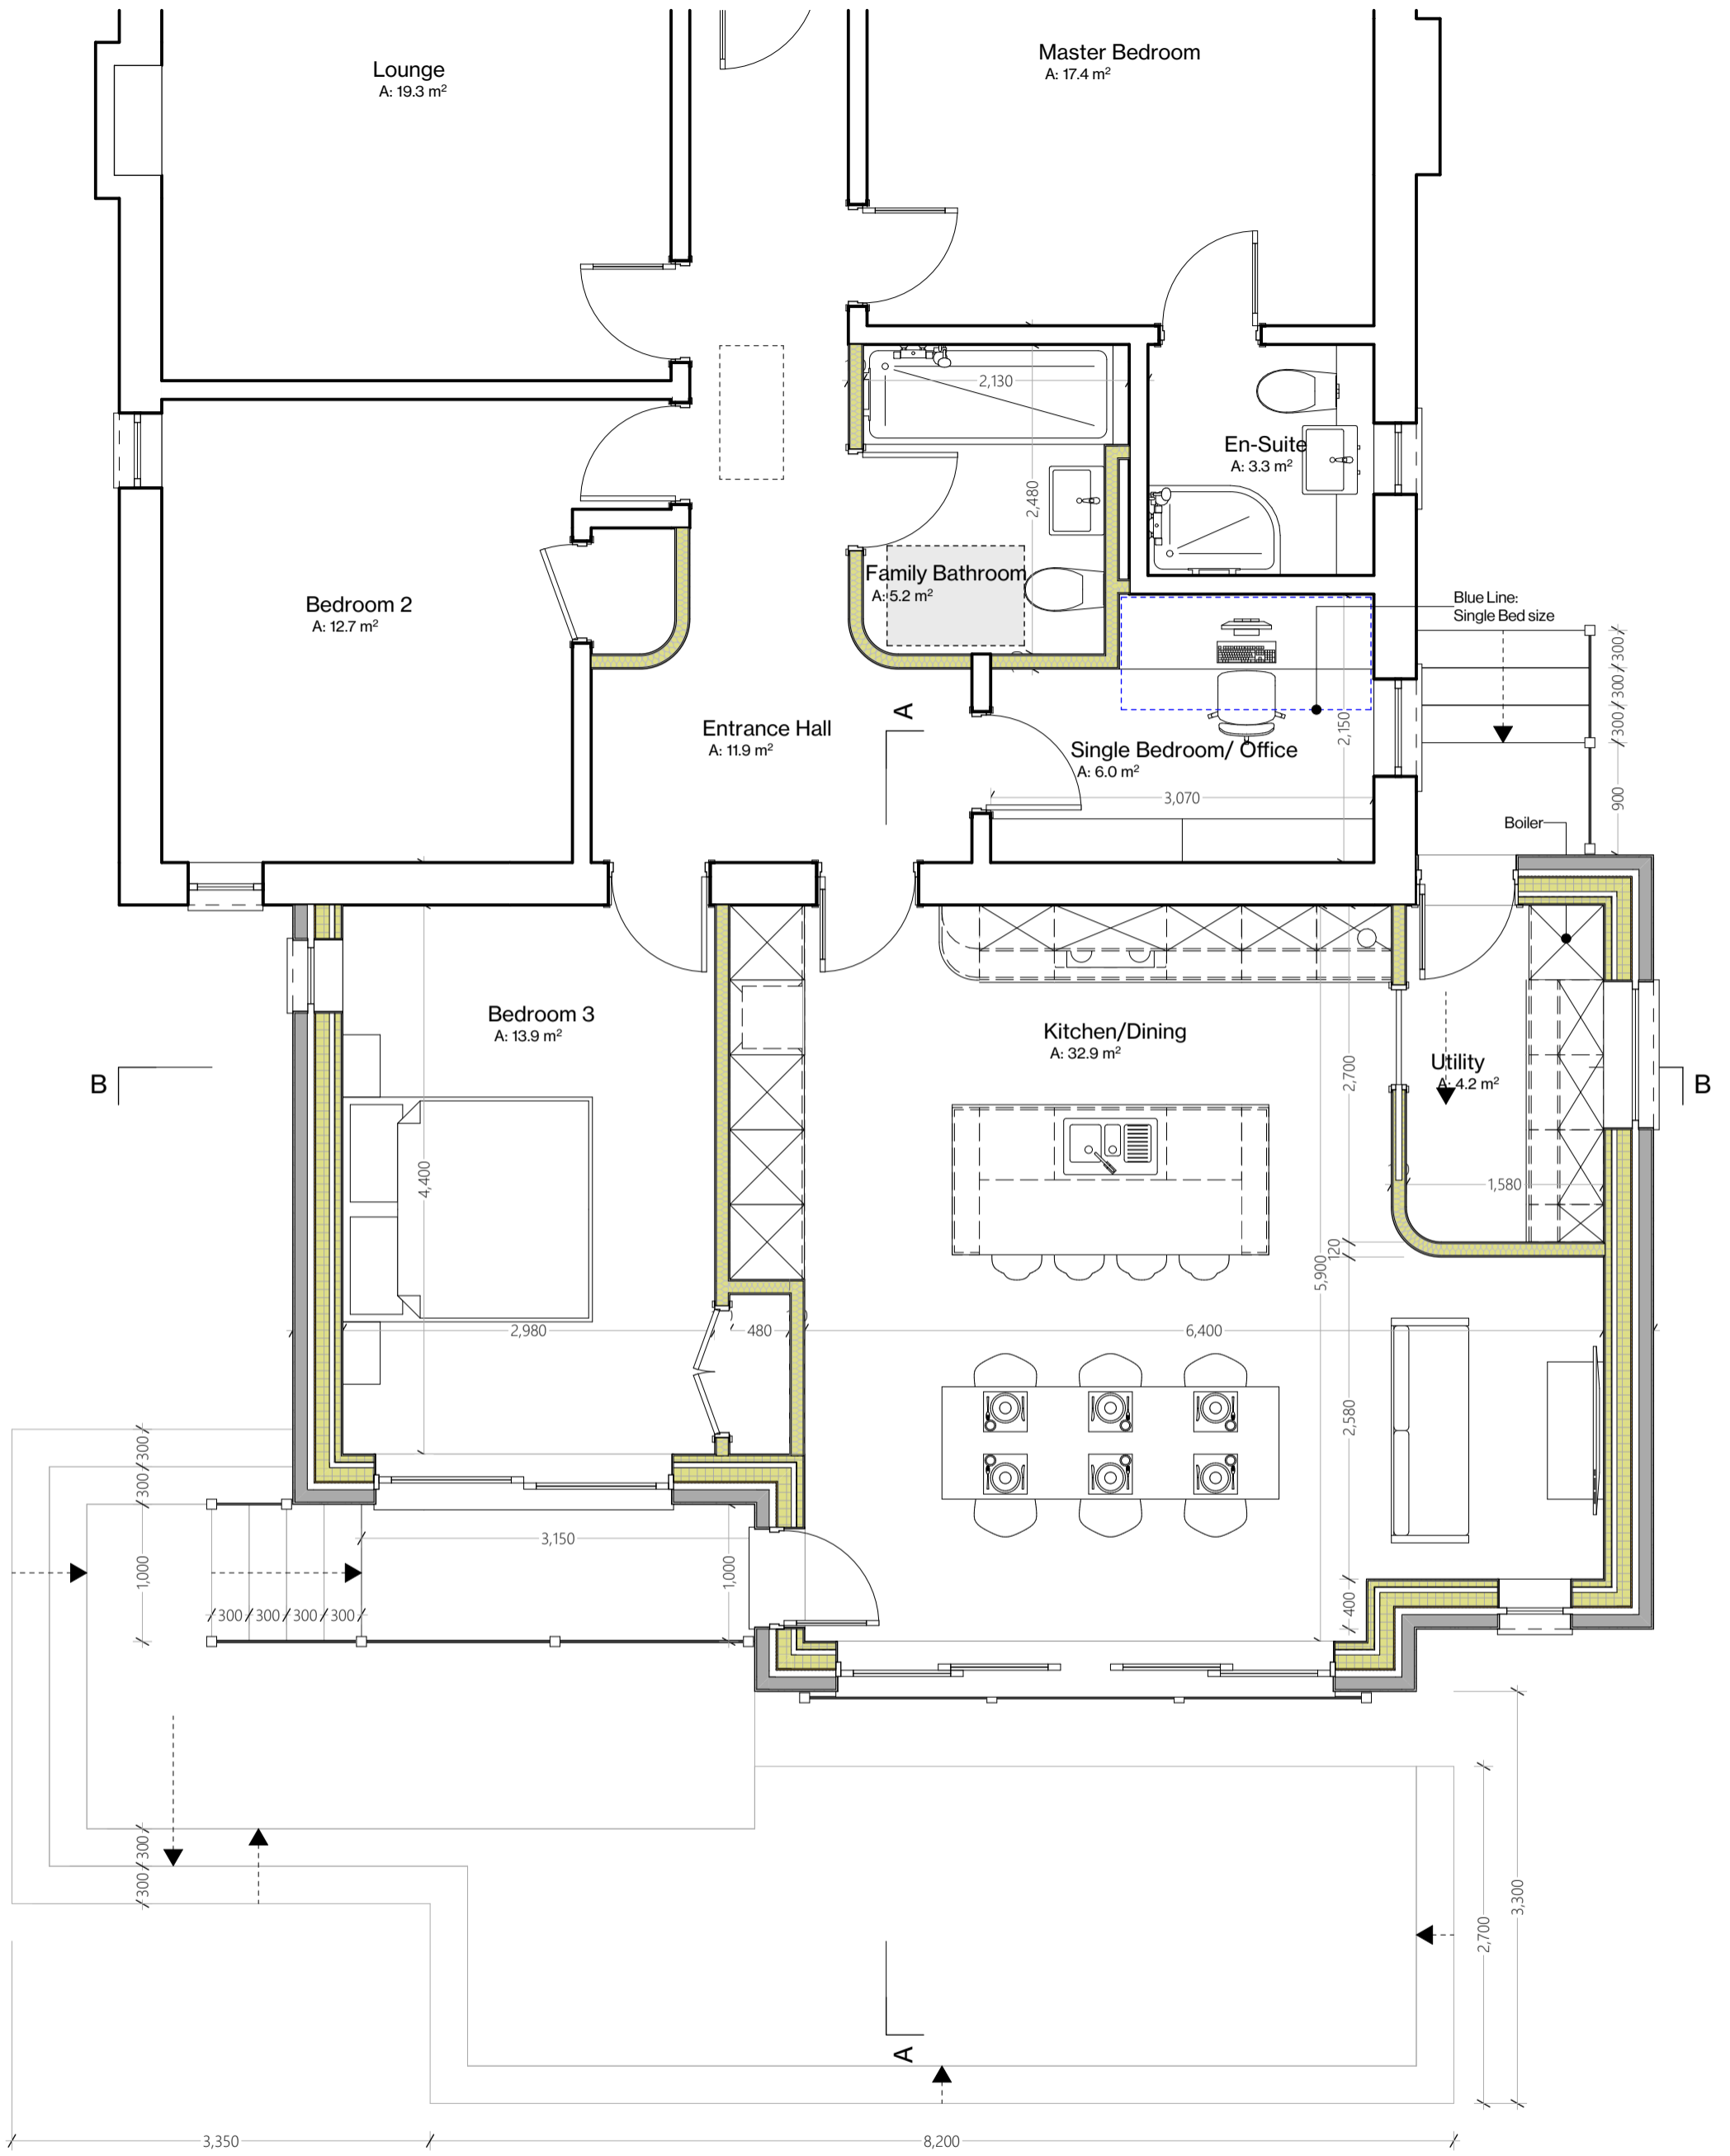 Lounge
A: 19.3 m²
Master Bedroom
A: 17.4 m²
2,130
En-Suite
A: 3.3 m²
2,480
Family Bathroom
A: 5.2 m²
Bedroom 2
A: 12.7 m²
Blue Line:
Single Bed size
300
300
300
Entrance Hall
A: 11.9 m²
A
2,150
Single Bedroom/ Office
A: 6.0 m²
3,070
900
Boiler
Bedroom 3
A: 13.9 m²
Kitchen/Dining
A: 32.9 m²
2,700
Utility
A: 4.2 m²
B
B
4,400
1,580
120
5,900
2,980
480
6,400
2,580
300
300
3,150
1,000
1,000
400
300
300
300
300
300
300
3,300
2,700
A
3,350
8,200